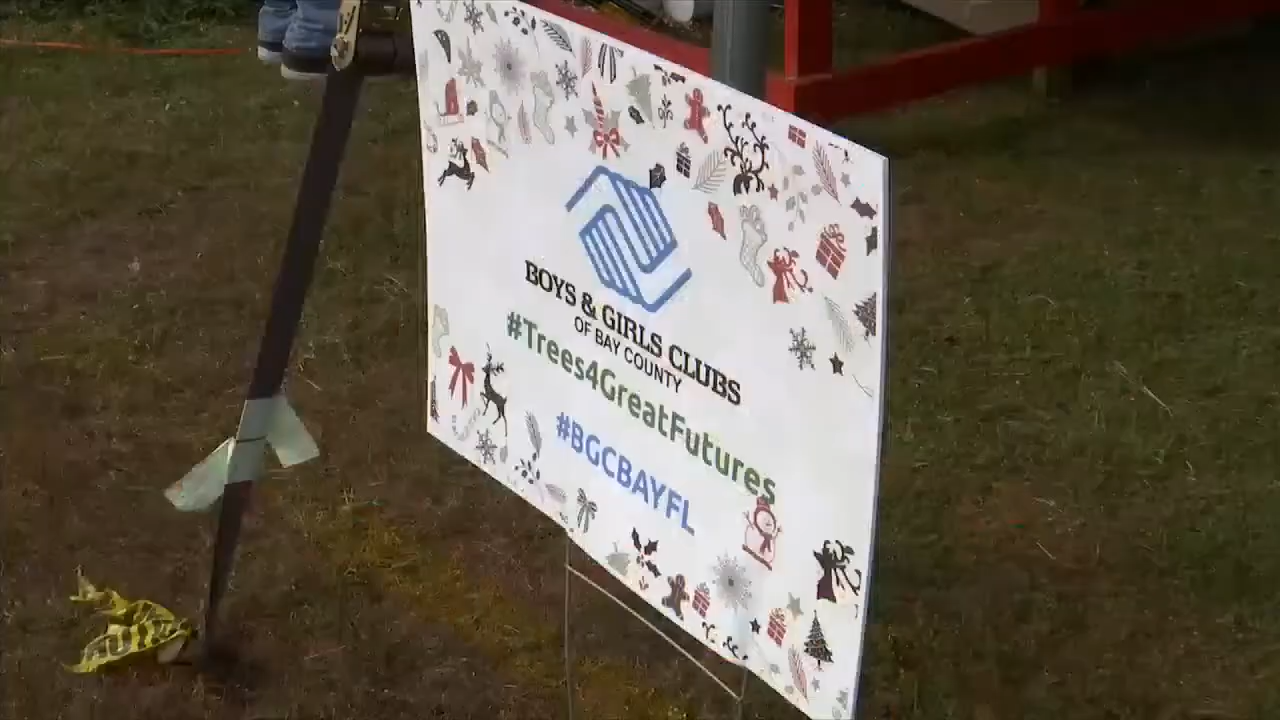 BOYS & GIRLS CLUBS
OF BAY COUNTY
#Trees4GreatFutures
#BGCBAYFL